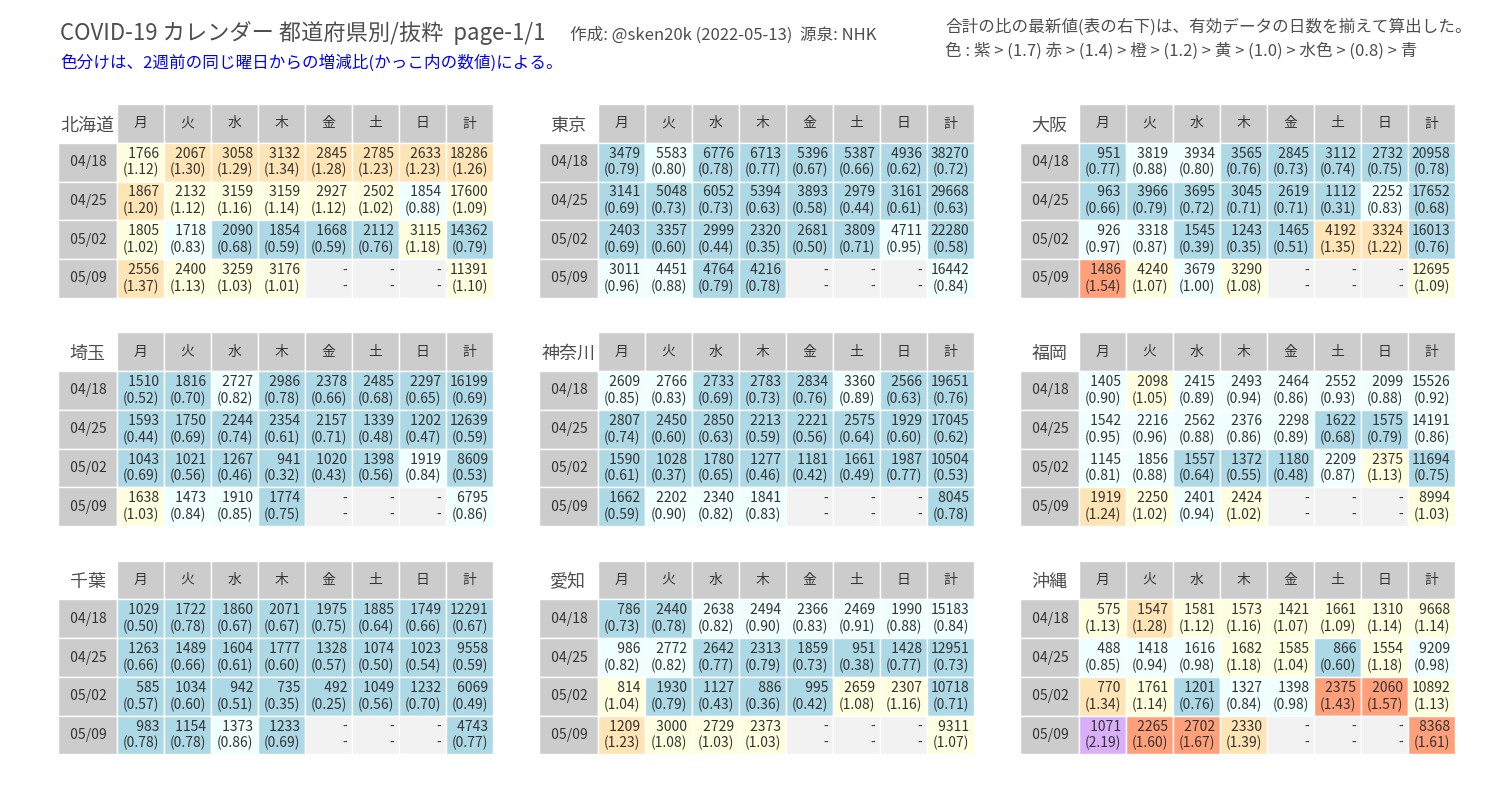 COVID-19 カレンダー 都道府県別/抜粋 page-1/1 作成: @sken20k (2022-05-13) 源泉: NHK
色分けは、2週前の同じ曜日からの増減比(かっこ内の数値)による。
合計の比の最新値(表の右下)は、有効データの日数を揃えて算出した。
色 : 紫 > (1.7) 赤 > (1.4) > 橙 > (1.2) > 黄 > (1.0) > 水色 > (0.8) > 青
北海道 月 火 水 木 金 土 日 計
04/18 1766 2067 3058 3132 2845 2785 2633 18286
(1.12) (1.30) (1.29) (1.34) (1.28) (1.23) (1.23) (1.26)
04/25 1867 2132 3159 3159 2927 2502 1854 17600
(1.20) (1.12) (1.16) (1.14) (1.12) (1.02) (0.88) (1.09)
05/02 1805 1718 2090 1854 1668 2112 3115 14362
(1.02) (0.83) (0.68) (0.59) (0.59) (0.76) (1.18) (0.79)
05/09 2556 2400 3259 3176 - - - 11391
(1.37) (1.13) (1.03) (1.01) - - - (1.10)
東京 月 火 水 木 金 土 日 計
04/18 3479 5583 6776 6713 5396 5387 4936 38270
(0.79) (0.80) (0.78) (0.77) (0.67) (0.66) (0.62) (0.72)
04/25 3141 5048 6052 5394 3893 2979 3161 29668
(0.69) (0.73) (0.73) (0.63) (0.58) (0.44) (0.61) (0.63)
05/02 2403 3357 2999 2320 2681 3809 4711 22280
(0.69) (0.60) (0.44) (0.35) (0.50) (0.71) (0.95) (0.58)
05/09 3011 4451 4764 4216 - - - 16442
(0.96) (0.88) (0.79) (0.78) - - - (0.84)
大阪 月 火 水 木 金 土 日 計
04/18 951 3819 3934 3565 2845 3112 2732 20958
(0.77) (0.88) (0.80) (0.76) (0.73) (0.74) (0.75) (0.78)
04/25 963 3966 3695 3045 2619 1112 2252 17652
(0.66) (0.79) (0.72) (0.71) (0.71) (0.31) (0.83) (0.68)
05/02 926 3318 1545 1243 1465 4192 3324 16013
(0.97) (0.87) (0.39) (0.35) (0.51) (1.35) (1.22) (0.76)
05/09 1486 4240 3679 3290 - - - 12695
(1.54) (1.07) (1.00) (1.08) - - - (1.09)
埼玉 月 火 水 木 金 土 日 計
04/18 1510 1816 2727 2986 2378 2485 2297 16199
(0.52) (0.70) (0.82) (0.78) (0.66) (0.68) (0.65) (0.69)
04/25 1593 1750 2244 2354 2157 1339 1202 12639
(0.44) (0.69) (0.74) (0.61) (0.71) (0.48) (0.47) (0.59)
05/02 1043 1021 1267 941 1020 1398 1919 8609
(0.69) (0.56) (0.46) (0.32) (0.43) (0.56) (0.84) (0.53)
05/09 1638 1473 1910 1774 - - - 6795
(1.03) (0.84) (0.85) (0.75) - - - (0.86)
神奈川 月 火 水 木 金 土 日 計
04/18 2609 2766 2733 2783 2834 3360 2566 19651
(0.85) (0.83) (0.69) (0.73) (0.76) (0.89) (0.63) (0.76)
04/25 2807 2450 2850 2213 2221 2575 1929 17045
(0.74) (0.60) (0.63) (0.59) (0.56) (0.64) (0.60) (0.62)
05/02 1590 1028 1780 1277 1181 1661 1987 10504
(0.61) (0.37) (0.65) (0.46) (0.42) (0.49) (0.77) (0.53)
05/09 1662 2202 2340 1841 - - - 8045
(0.59) (0.90) (0.82) (0.83) - - - (0.78)
福岡 月 火 水 木 金 土 日 計
04/18 1405 2098 2415 2493 2464 2552 2099 15526
(0.90) (1.05) (0.89) (0.94) (0.86) (0.93) (0.88) (0.92)
04/25 1542 2216 2562 2376 2298 1622 1575 14191
(0.95) (0.96) (0.88) (0.86) (0.89) (0.68) (0.79) (0.86)
05/02 1145 1856 1557 1372 1180 2209 2375 11694
(0.81) (0.88) (0.64) (0.55) (0.48) (0.87) (1.13) (0.75)
05/09 1919 2250 2401 2424 - - - 8994
(1.24) (1.02) (0.94) (1.02) - - - (1.03)
千葉 月 火 水 木 金 土 日 計
04/18 1029 1722 1860 2071 1975 1885 1749 12291
(0.50) (0.78) (0.67) (0.67) (0.75) (0.64) (0.66) (0.67)
04/25 1263 1489 1604 1777 1328 1074 1023 9558
(0.66) (0.66) (0.61) (0.60) (0.57) (0.50) (0.54) (0.59)
05/02 585 1034 942 735 492 1049 1232 6069
(0.57) (0.60) (0.51) (0.35) (0.25) (0.56) (0.70) (0.49)
05/09 983 1154 1373 1233 - - - 4743
(0.78) (0.78) (0.86) (0.69) - - - (0.77)
愛知 月 火 水 木 金 土 日 計
04/18 786 2440 2638 2494 2366 2469 1990 15183
(0.73) (0.78) (0.82) (0.90) (0.83) (0.91) (0.88) (0.84)
04/25 986 2772 2642 2313 1859 951 1428 12951
(0.82) (0.82) (0.77) (0.79) (0.73) (0.38) (0.77) (0.73)
05/02 814 1930 1127 886 995 2659 2307 10718
(1.04) (0.79) (0.43) (0.36) (0.42) (1.08) (1.16) (0.71)
05/09 1209 3000 2729 2373 - - - 9311
(1.23) (1.08) (1.03) (1.03) - - - (1.07)
沖縄 月 火 水 木 金 土 日 計
04/18 575 1547 1581 1573 1421 1661 1310 9668
(1.13) (1.28) (1.12) (1.16) (1.07) (1.09) (1.14) (1.14)
04/25 488 1418 1616 1682 1585 866 1554 9209
(0.85) (0.94) (0.98) (1.18) (1.04) (0.60) (1.18) (0.98)
05/02 770 1761 1201 1327 1398 2375 2060 10892
(1.34) (1.14) (0.76) (0.84) (0.98) (1.43) (1.57) (1.13)
05/09 1071 2265 2702 2330 - - - 8368
(2.19) (1.60) (1.67) (1.39) - - - (1.61)